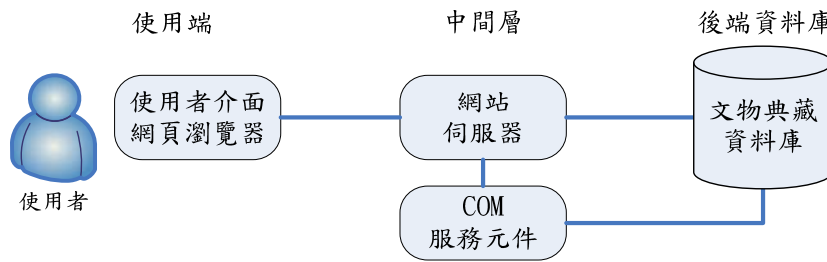 使用端
中間層
後端資料庫
使用者介面
網頁瀏覽器
網站
伺服器
文物典藏
資料庫
使用者
COM
服務元件